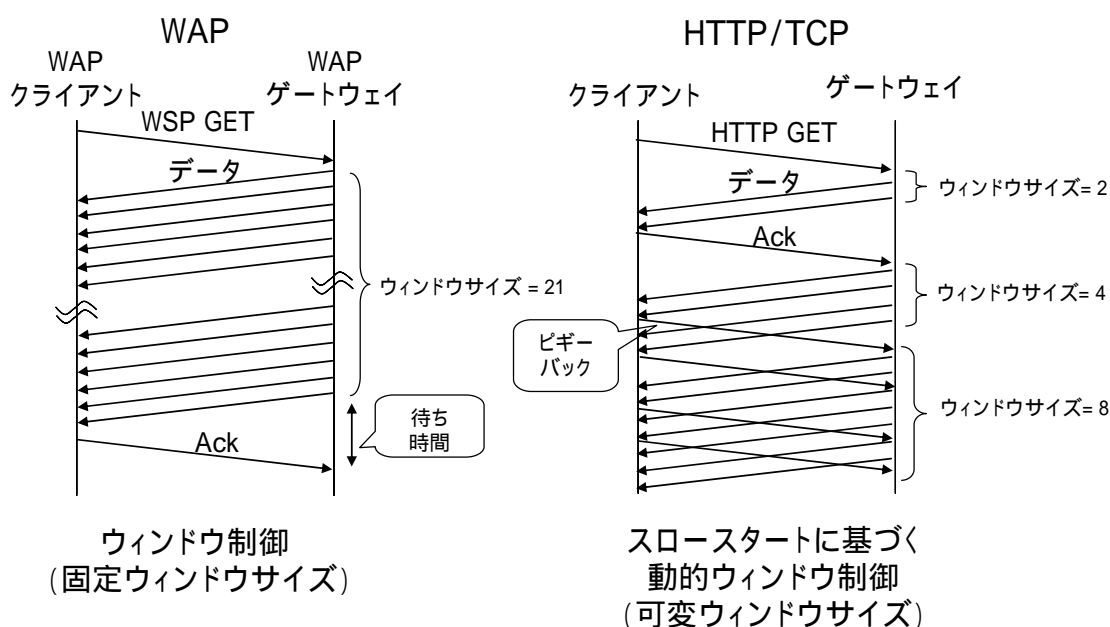 WAP
WAP
クライアント
WAP
ゲートウェイ
WSP GET
データ
ウィンドウサイズ = 21
待ち
時間
Ack
ウィンドウ制御
(固定ウィンドウサイズ)
HTTP/TCP
クライアント
ゲートウェイ
HTTP GET
データ
ウィンドウサイズ= 2
Ack
ウィンドウサイズ= 4
ピギー
バック
ウィンドウサイズ= 8
スロースタートに基づく
動的ウィンドウ制御
(可変ウィンドウサイズ)